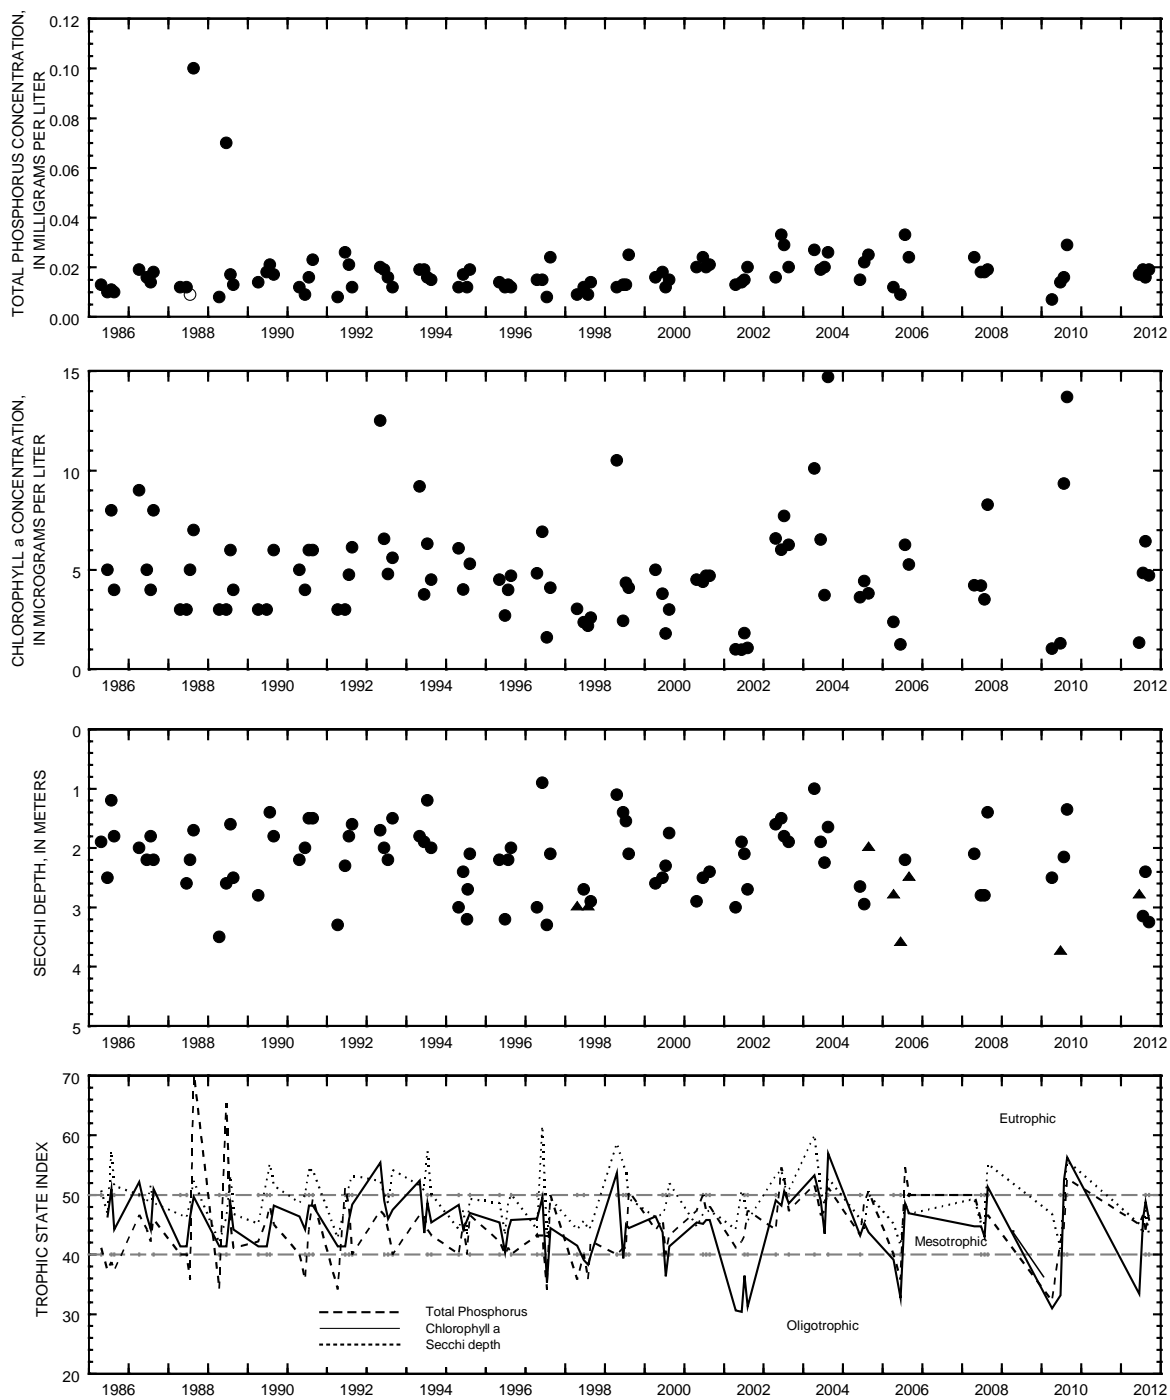 TOTAL PHOSPHORUS CONCENTRATION,
IN MILLIGRAMS PER LITER
0.12
0.10
0.08
0.06
0.04
0.02
0.00
1986 1988 1990 1992 1994 1996 1998 2000 2002 2004 2006 2008 2010 2012
CHLOROPHYLL a CONCENTRATION,
IN MICROGRAMS PER LITER
15
10
5
0
1986 1988 1990 1992 1994 1996 1998 2000 2002 2004 2006 2008 2010 2012
SECCHI DEPTH, IN METERS
0
1
2
3
4
5
1986 1988 1990 1992 1994 1996 1998 2000 2002 2004 2006 2008 2010 2012
TROPHIC STATE INDEX
70
60
50
40
30
20
Eutrophic
Mesotrophic
Oligotrophic
Total Phosphorus
Chlorophyll a
Secchi depth
1986 1988 1990 1992 1994 1996 1998 2000 2002 2004 2006 2008 2010 2012